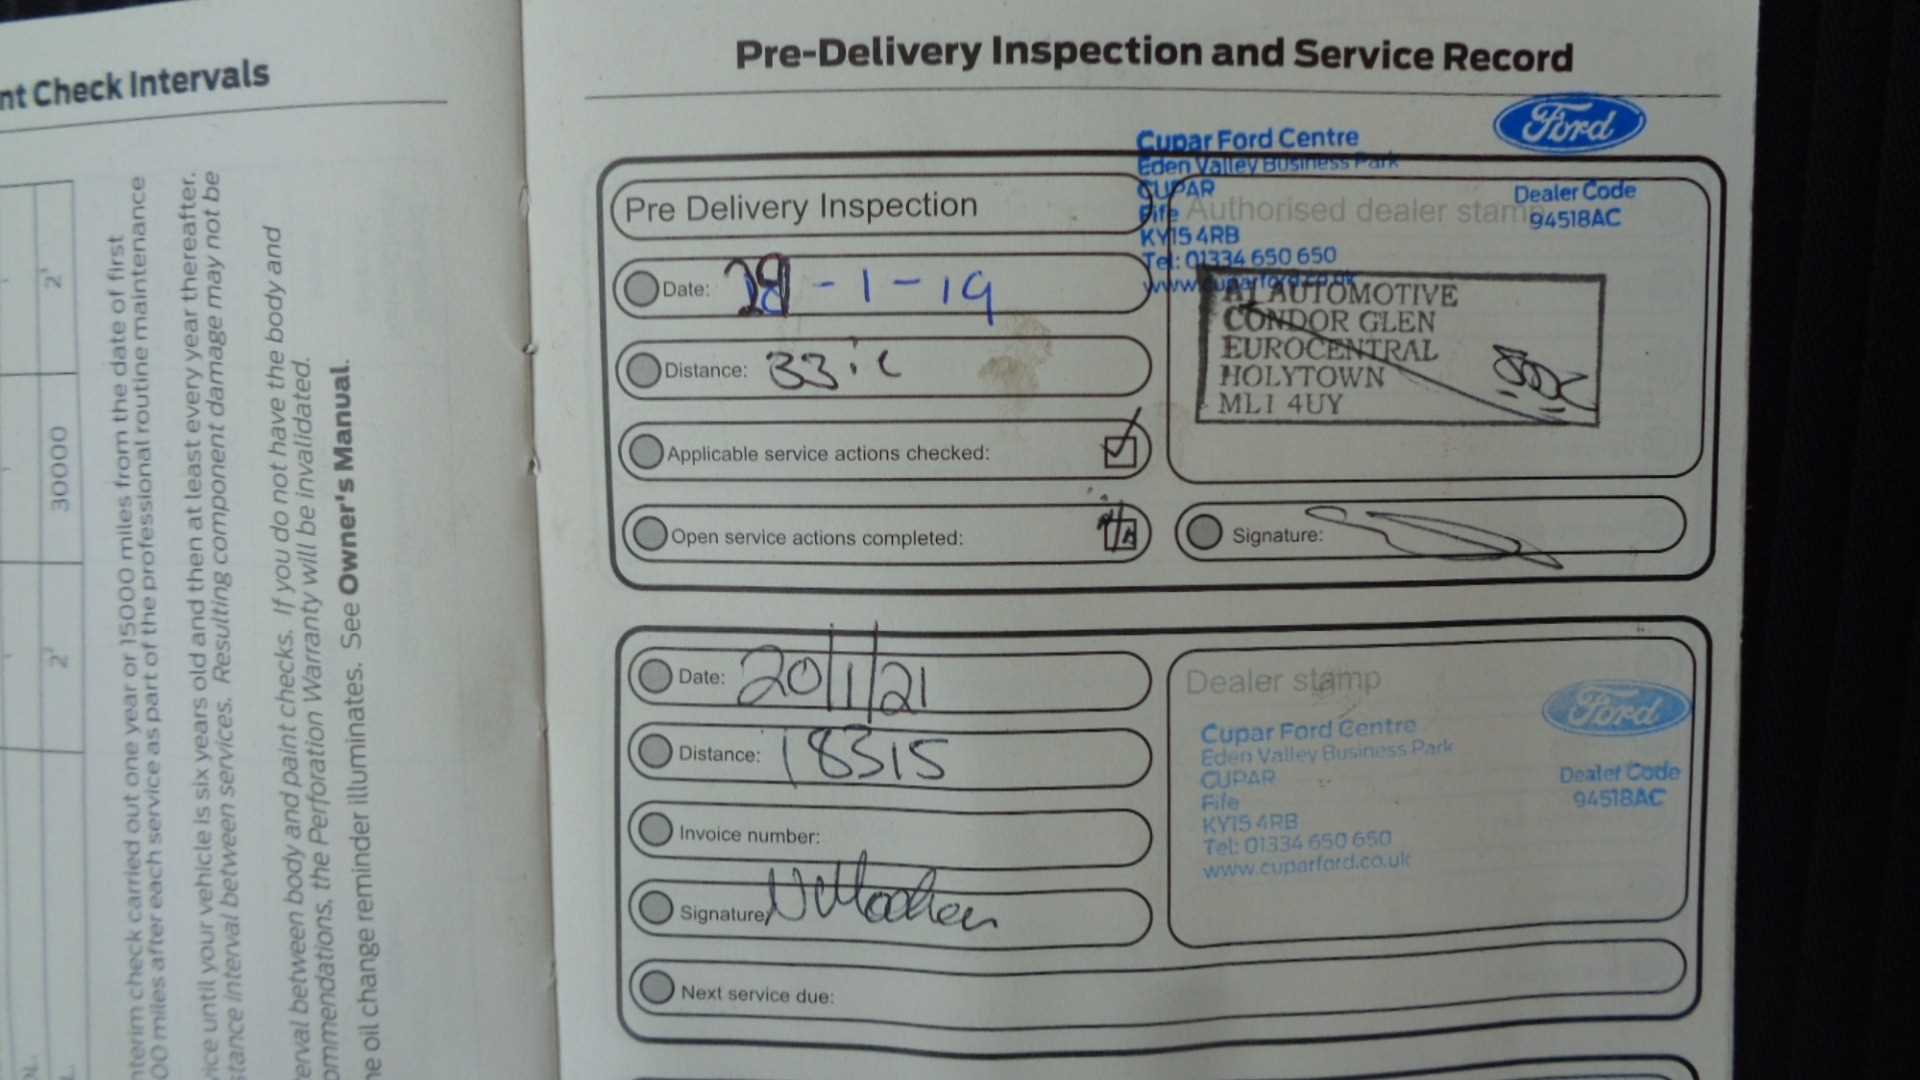 nt Check Intervals
2¹
30000
2¹
nterim check carried out one year or 15000 miles from the date of first
00 miles after each service as part of the professional routine maintenance
vice until your vehicle is six years old and then at least every year thereafter.
stance interval between services. Resulting component damage may not be
erval between body and paint checks. If you do not have the body and
ommendations, the Perforation Warranty will be invalidated.
he oil change reminder illuminates. See Owner's Manual.
Pre-Delivery Inspection and Service Record
Ford
Cupar Ford Centre
Eden Valley Business Park
CUPAR
Fife
KY15 4RB
Tel: 01334 650 650
www.cuparford.co.uk
Dealer Code
94518AC
Pre Delivery Inspection
Authorised dealer stamp
Date: 28-1-19
Distance: 33
AUTOMOTIVE
CONDOR GLEN
EUROCENTRAL
HOLYTOWN
ML1 4UY
Applicable service actions checked:
Open service actions completed:
Signature:
Date: 20/1/21
Distance: 18315
Invoice number:
Signature
Next service due:
Dealer stamp
Ford
Cupar Ford Centre
Eden Valley Business Park
CUPAR
Fife
KY15 4RB
Tel: 01334 650 650
www.cuparford.co.uk
Dealer Code
94518AC